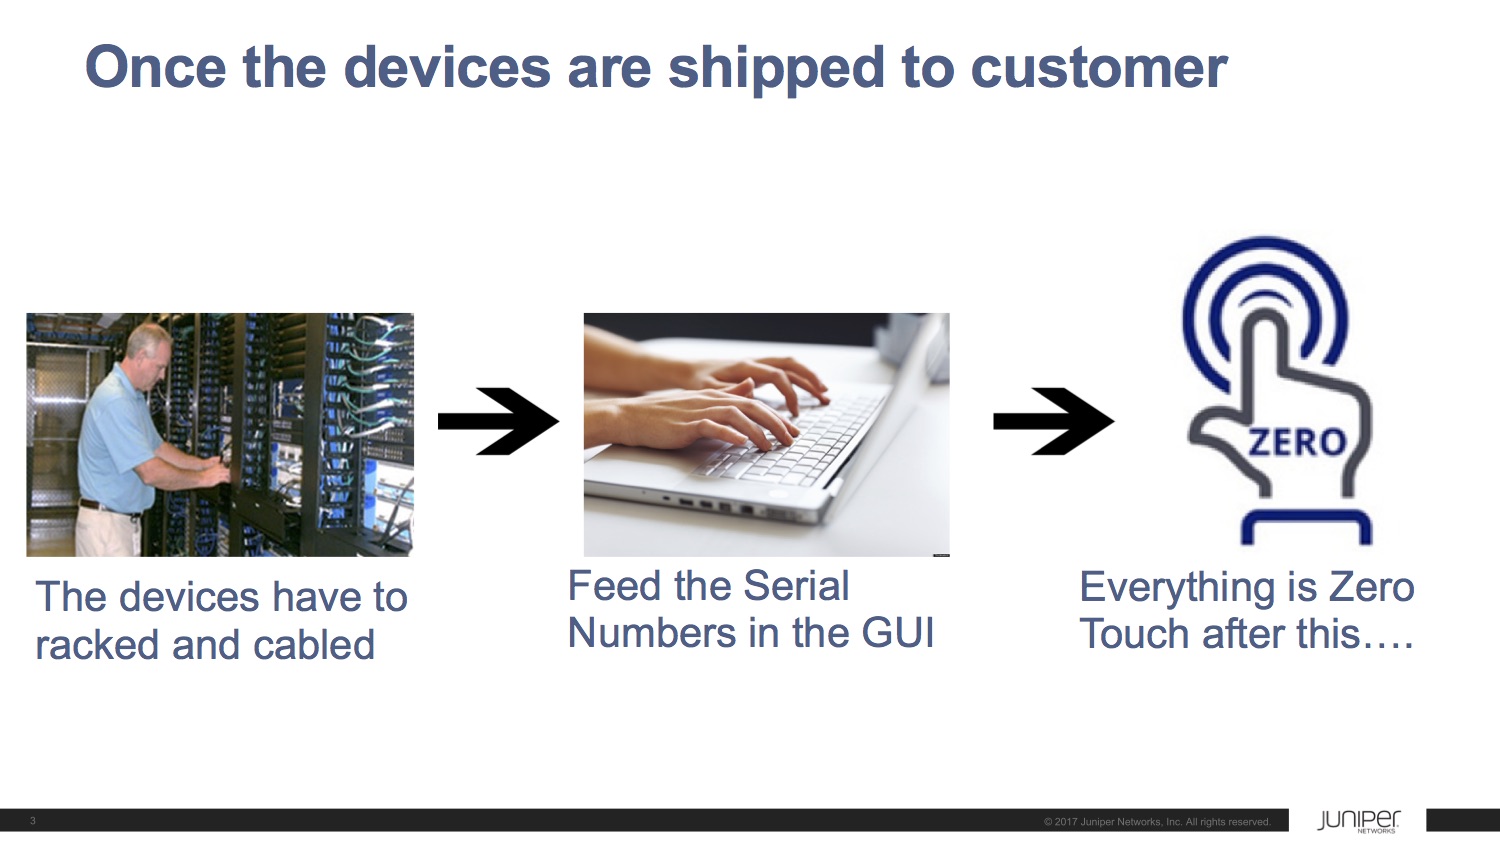 Once the devices are shipped to customer
ZERO
The devices have to
racked and cabled
Feed the Serial
Numbers in the GUI
Everything is Zero
Touch after this….
3
© 2017 Juniper Networks, Inc. All rights reserved.
JUNIPER
NETWORKS